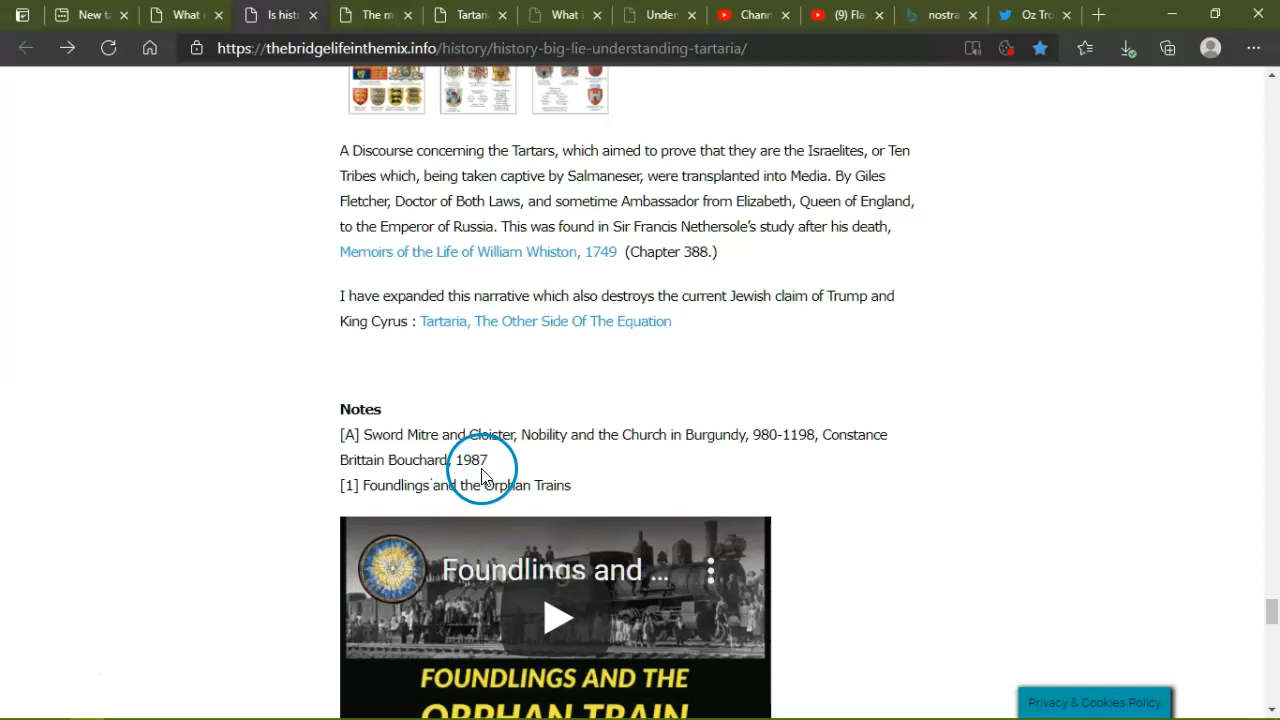 New ta
What i
Is histo
The m
Tartari
What i
Under
Chann
(9) Fla
nostra
Oz Tro
https://thebridgelifeinthemix.info/history/history-big-lie-understanding-tartaria/
A Discourse concerning the Tartars, which aimed to prove that they are the Israelites, or Ten
Tribes which, being taken captive by Salmaneser, were transplanted into Media. By Giles
Fletcher, Doctor of Both Laws, and sometime Ambassador from Elizabeth, Queen of England,
to the Emperor of Russia. This was found in Sir Francis Nethersole's study after his death,
Memoirs of the Life of William Whiston, 1749 (Chapter 388.)
I have expanded this narrative which also destroys the current Jewish claim of Trump and
King Cyrus : Tartaria, The Other Side Of The Equation
Notes
[A] Sword Mitre and Cloister, Nobility and the Church in Burgundy, 980-1198, Constance
Brittain Bouchard, 1987
[1] Foundlings and the Orphan Trains
Foundlings and ...
FOUNDLINGS AND THE
ORPHAN TRAIN
Privacy & Cookies Policy